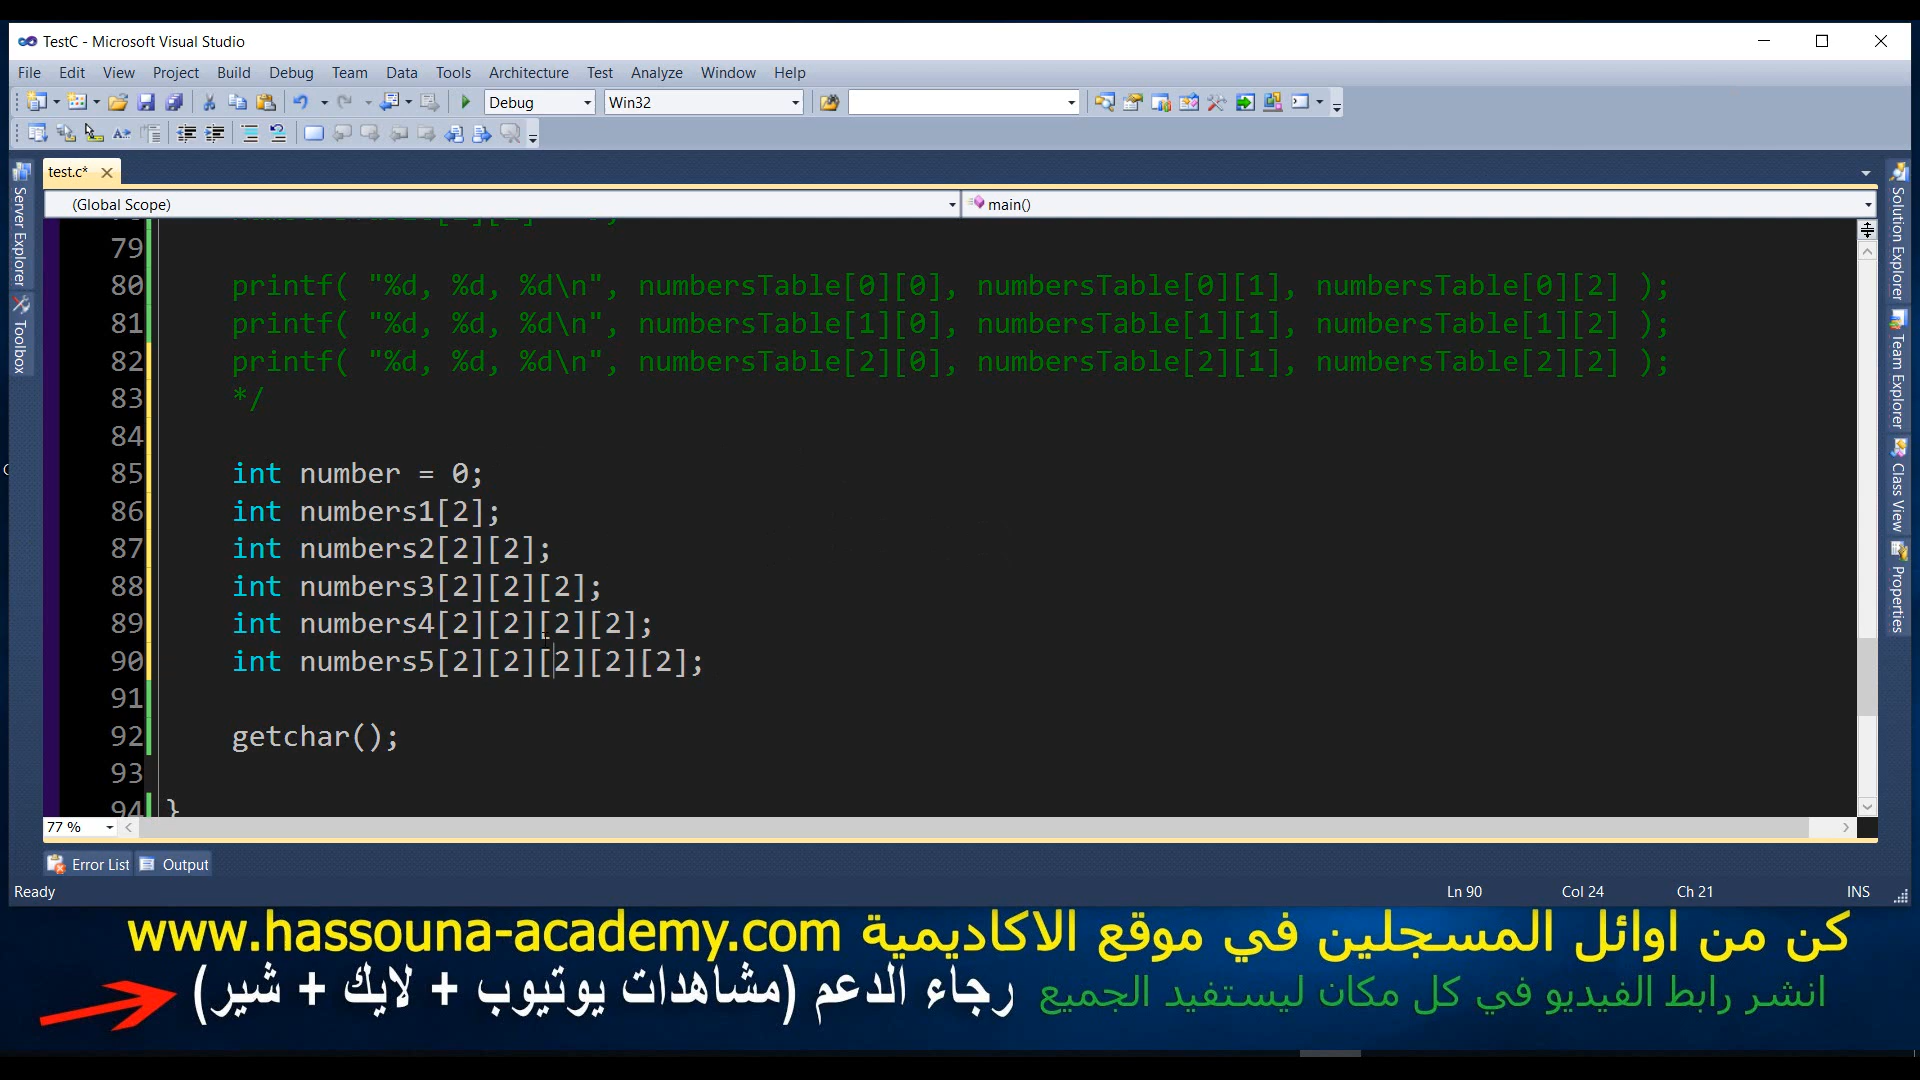 TestC - Microsoft Visual Studio
File Edit View Project Build Debug Team Data Tools Architecture Test Analyze Window Help
Debug Win32
test.c*
(Global Scope) main()
79
80 printf( "%d, %d, %d\n", numbersTable[0][0], numbersTable[0][1], numbersTable[0][2] );
81 printf( "%d, %d, %d\n", numbersTable[1][0], numbersTable[1][1], numbersTable[1][2] );
82 printf( "%d, %d, %d\n", numbersTable[2][0], numbersTable[2][1], numbersTable[2][2] );
83 */
84
85 int number = 0;
86 int numbers1[2];
87 int numbers2[2][2];
88 int numbers3[2][2][2];
89 int numbers4[2][2][2][2];
90 int numbers5[2][2][2][2][2];
91
92 getchar();
93
94 }
77 %
Server Explorer
Toolbox
Solution Explorer
Team Explorer
Class View
Properties
Error List Output
Ready Ln 90 Col 24 Ch 21 INS
كن من اوائل المسجلين في موقع الاكاديمية www.hassouna-academy.com
انشر رابط الفيديو في كل مكان ليستفيد الجميع رجاء الدعم (مشاهدات يوتيوب + لايك + شير)